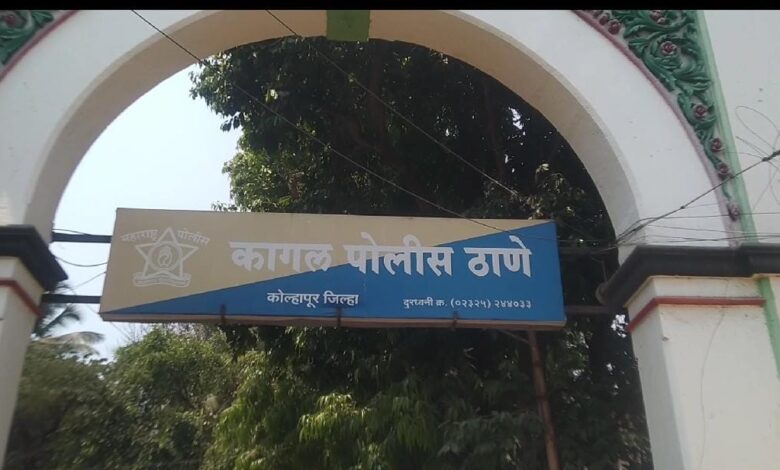 महाराष्ट्र पोलीस
कागल पोलीस ठाणे
कोल्हापूर जिल्हा
दुरध्वनी क्र. (०२३२५) २४४०३३